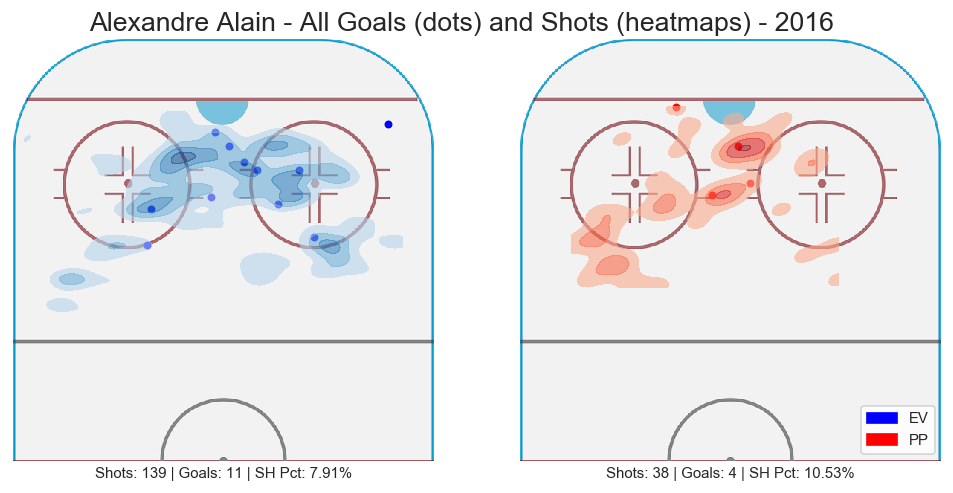 Alexandre Alain - All Goals (dots) and Shots (heatmaps) - 2016
EV
PP
Shots: 139 | Goals: 11 | SH Pct: 7.91%
Shots: 38 | Goals: 4 | SH Pct: 10.53%